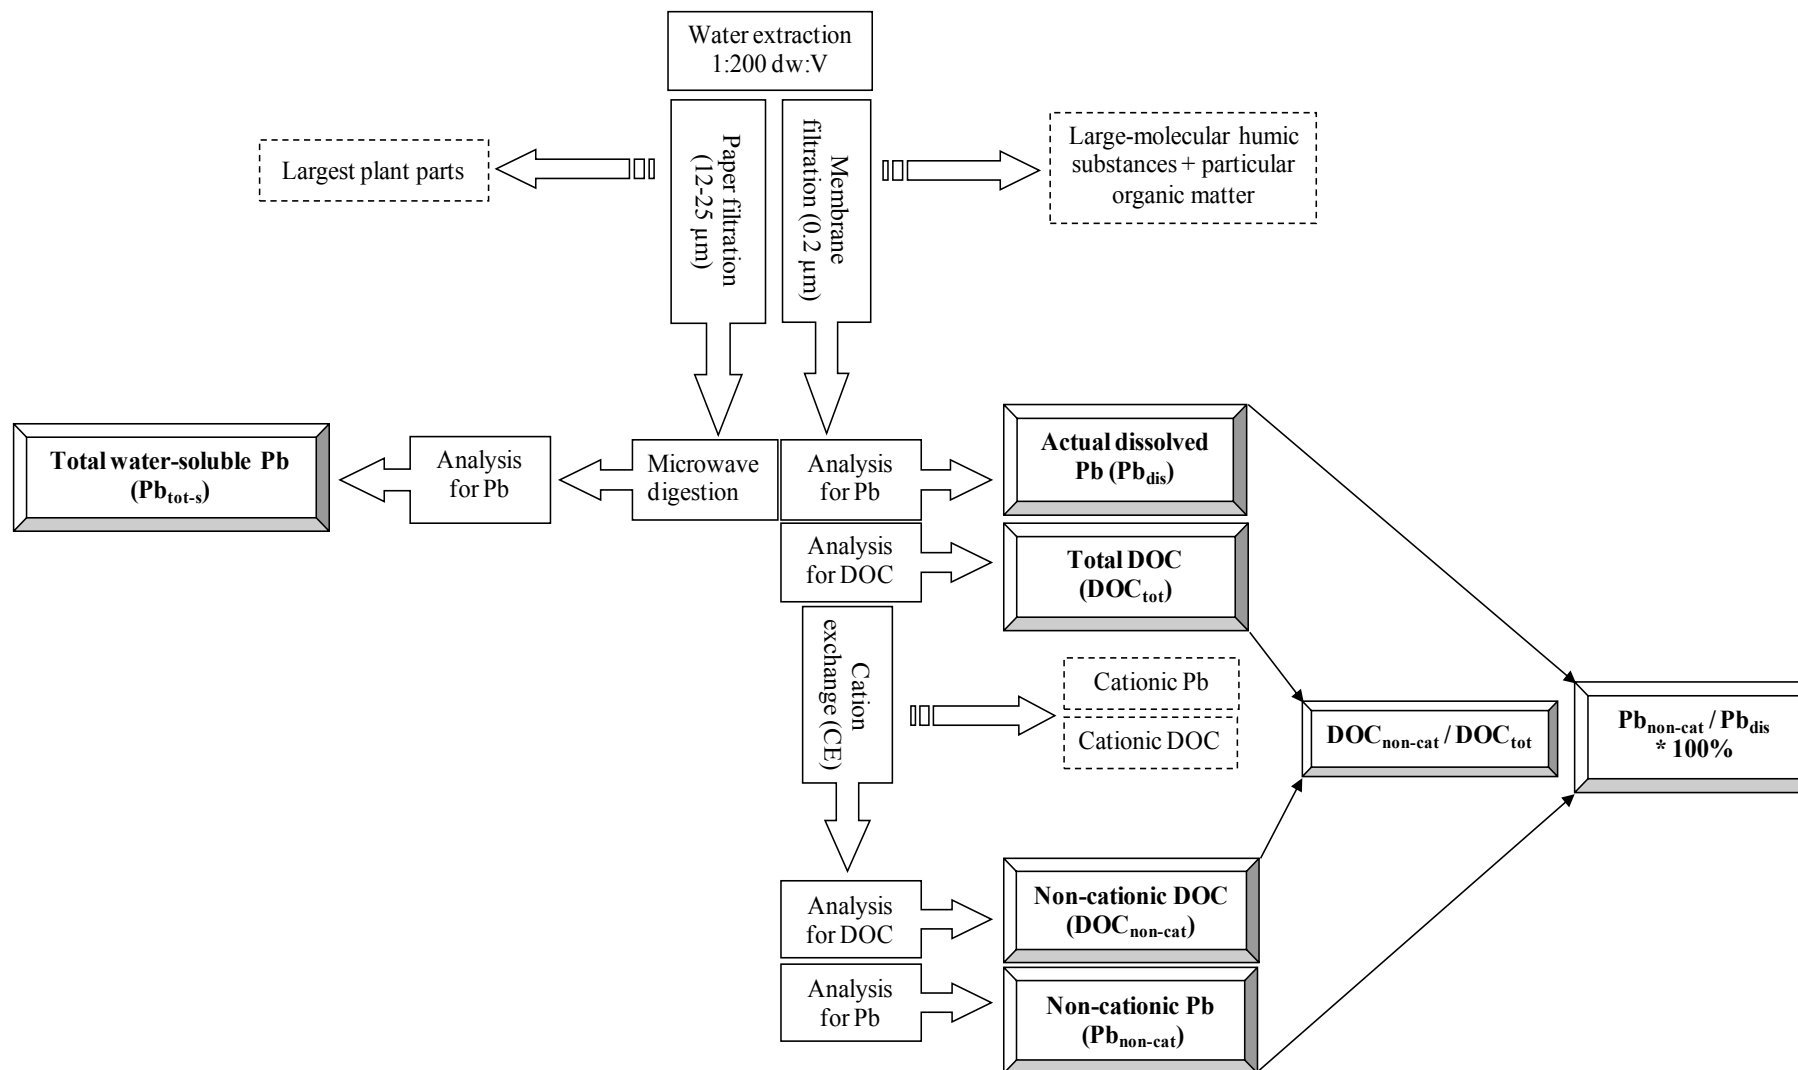 Water extraction
1:200 dw:V
Largest plant parts
Paper filtration
(12-25 μm)
Membrane
filtration (0.2 μm)
Large-molecular humic
substances + particular
organic matter
Total water-soluble Pb
(Pbtot-s)
Analysis
for Pb
Microwave
digestion
Analysis
for Pb
Actual dissolved
Pb (Pbdis)
Analysis
for DOC
Total DOC
(DOCtot)
Cation
exchange (CE)
Cationic Pb
Cationic DOC
DOCnon-cat / DOCtot
Pbnon-cat / Pbdis
* 100%
Analysis
for DOC
Non-cationic DOC
(DOCnon-cat)
Analysis
for Pb
Non-cationic Pb
(Pbnon-cat)